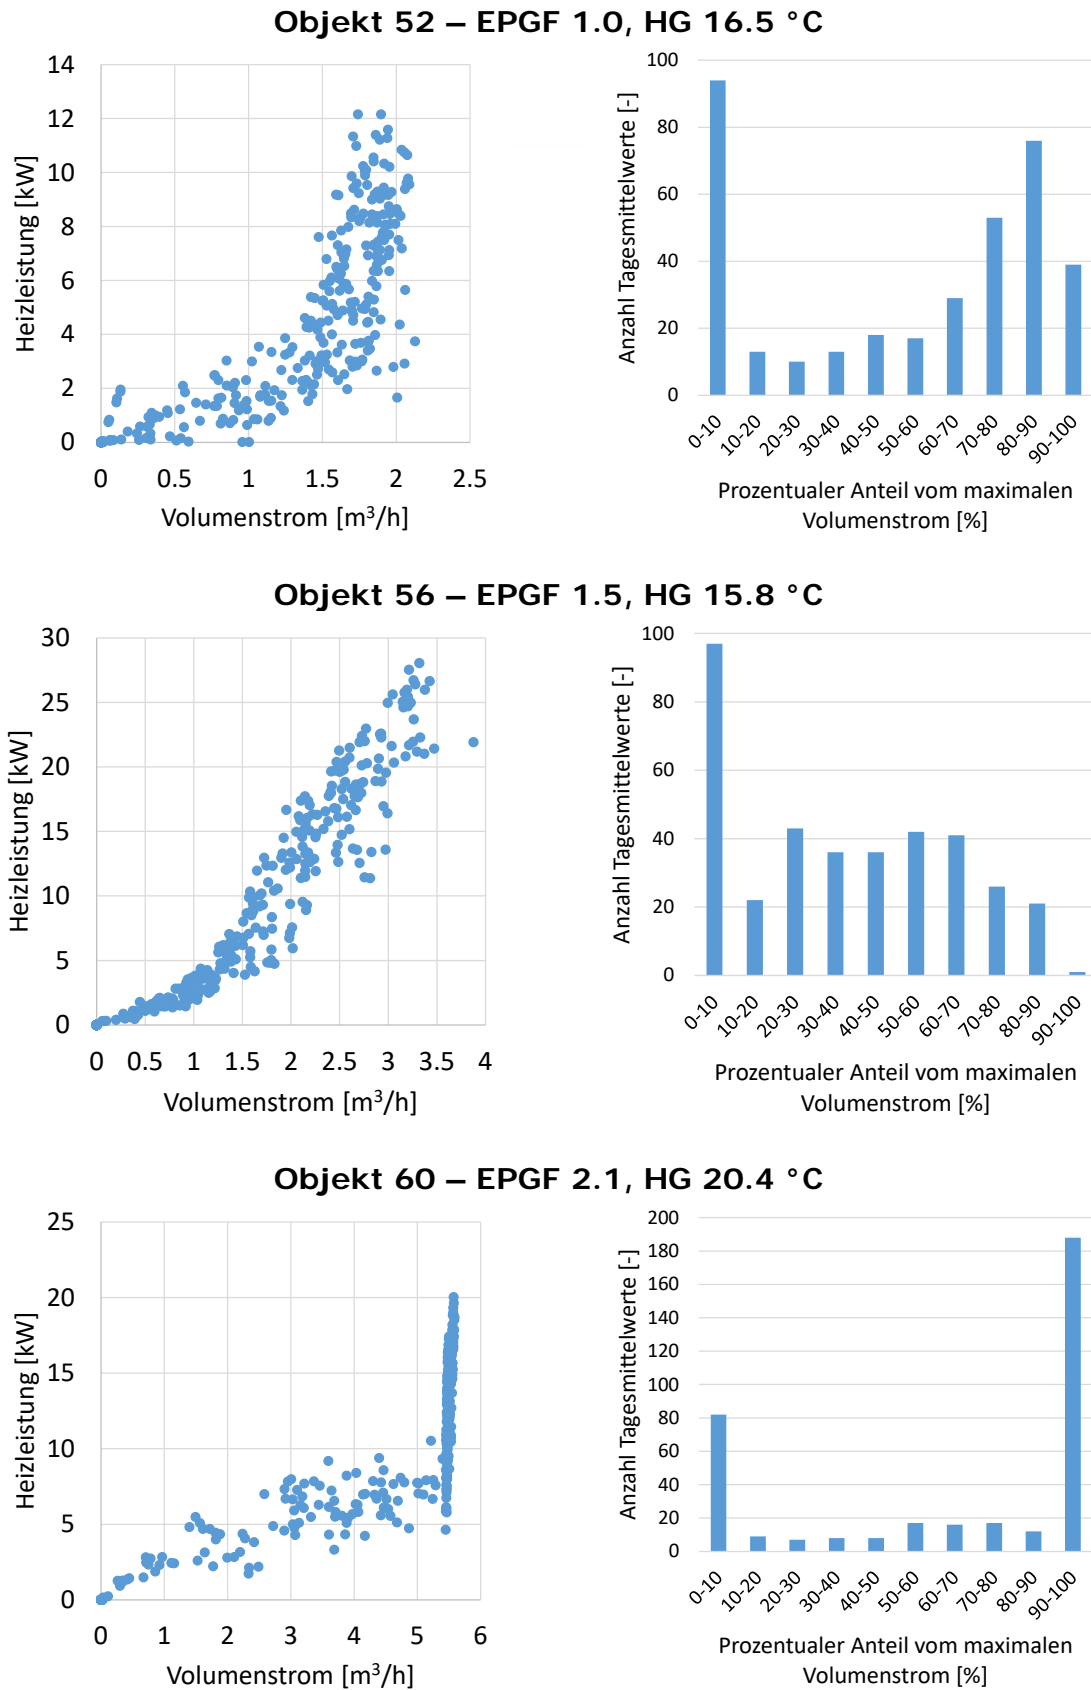 Objekt 52 – EPGF 1.0, HG 16.5 °C
Heizleistung [kW]
14
12
10
8
6
4
2
0
0 0.5 1 1.5 2 2.5
Volumenstrom [m³/h]
Anzahl Tagesmittelwerte [-]
100
80
60
40
20
0
0-10 10-20 20-30 30-40 40-50 50-60 60-70 70-80 80-90 90-100
Prozentualer Anteil vom maximalen
Volumenstrom [%]
Objekt 56 – EPGF 1.5, HG 15.8 °C
Heizleistung [kW]
30
25
20
15
10
5
0
0 0.5 1 1.5 2 2.5 3 3.5 4
Volumenstrom [m³/h]
Anzahl Tagesmittelwerte [-]
100
80
60
40
20
0
0-10 10-20 20-30 30-40 40-50 50-60 60-70 70-80 80-90 90-100
Prozentualer Anteil vom maximalen
Volumenstrom [%]
Objekt 60 – EPGF 2.1, HG 20.4 °C
Heizleistung [kW]
25
20
15
10
5
0
0 1 2 3 4 5 6
Volumenstrom [m³/h]
Anzahl Tagesmittelwerte [-]
200
180
160
140
120
100
80
60
40
20
0
0-10 10-20 20-30 30-40 40-50 50-60 60-70 70-80 80-90 90-100
Prozentualer Anteil vom maximalen
Volumenstrom [%]